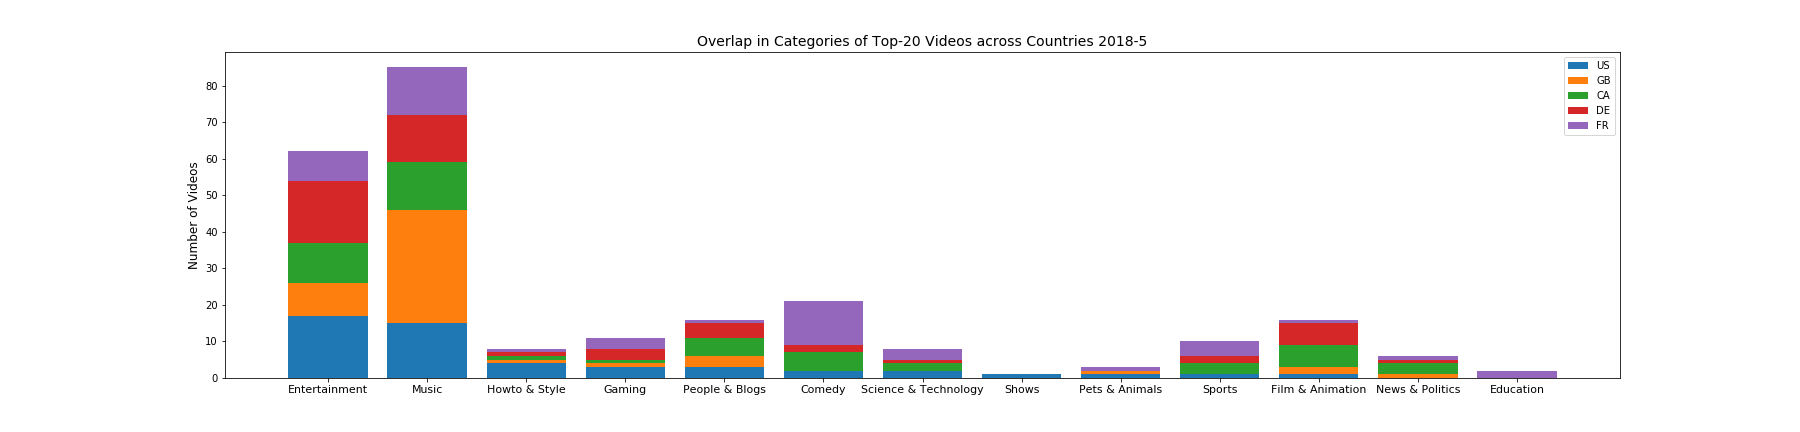 Overlap in Categories of Top-20 Videos across Countries 2018-5
US
GB
CA
DE
FR
Number of Videos
80
70
60
50
40
30
20
10
0
Entertainment Music Howto & Style Gaming People & Blogs Comedy Science & Technology Shows Pets & Animals Sports Film & Animation News & Politics Education